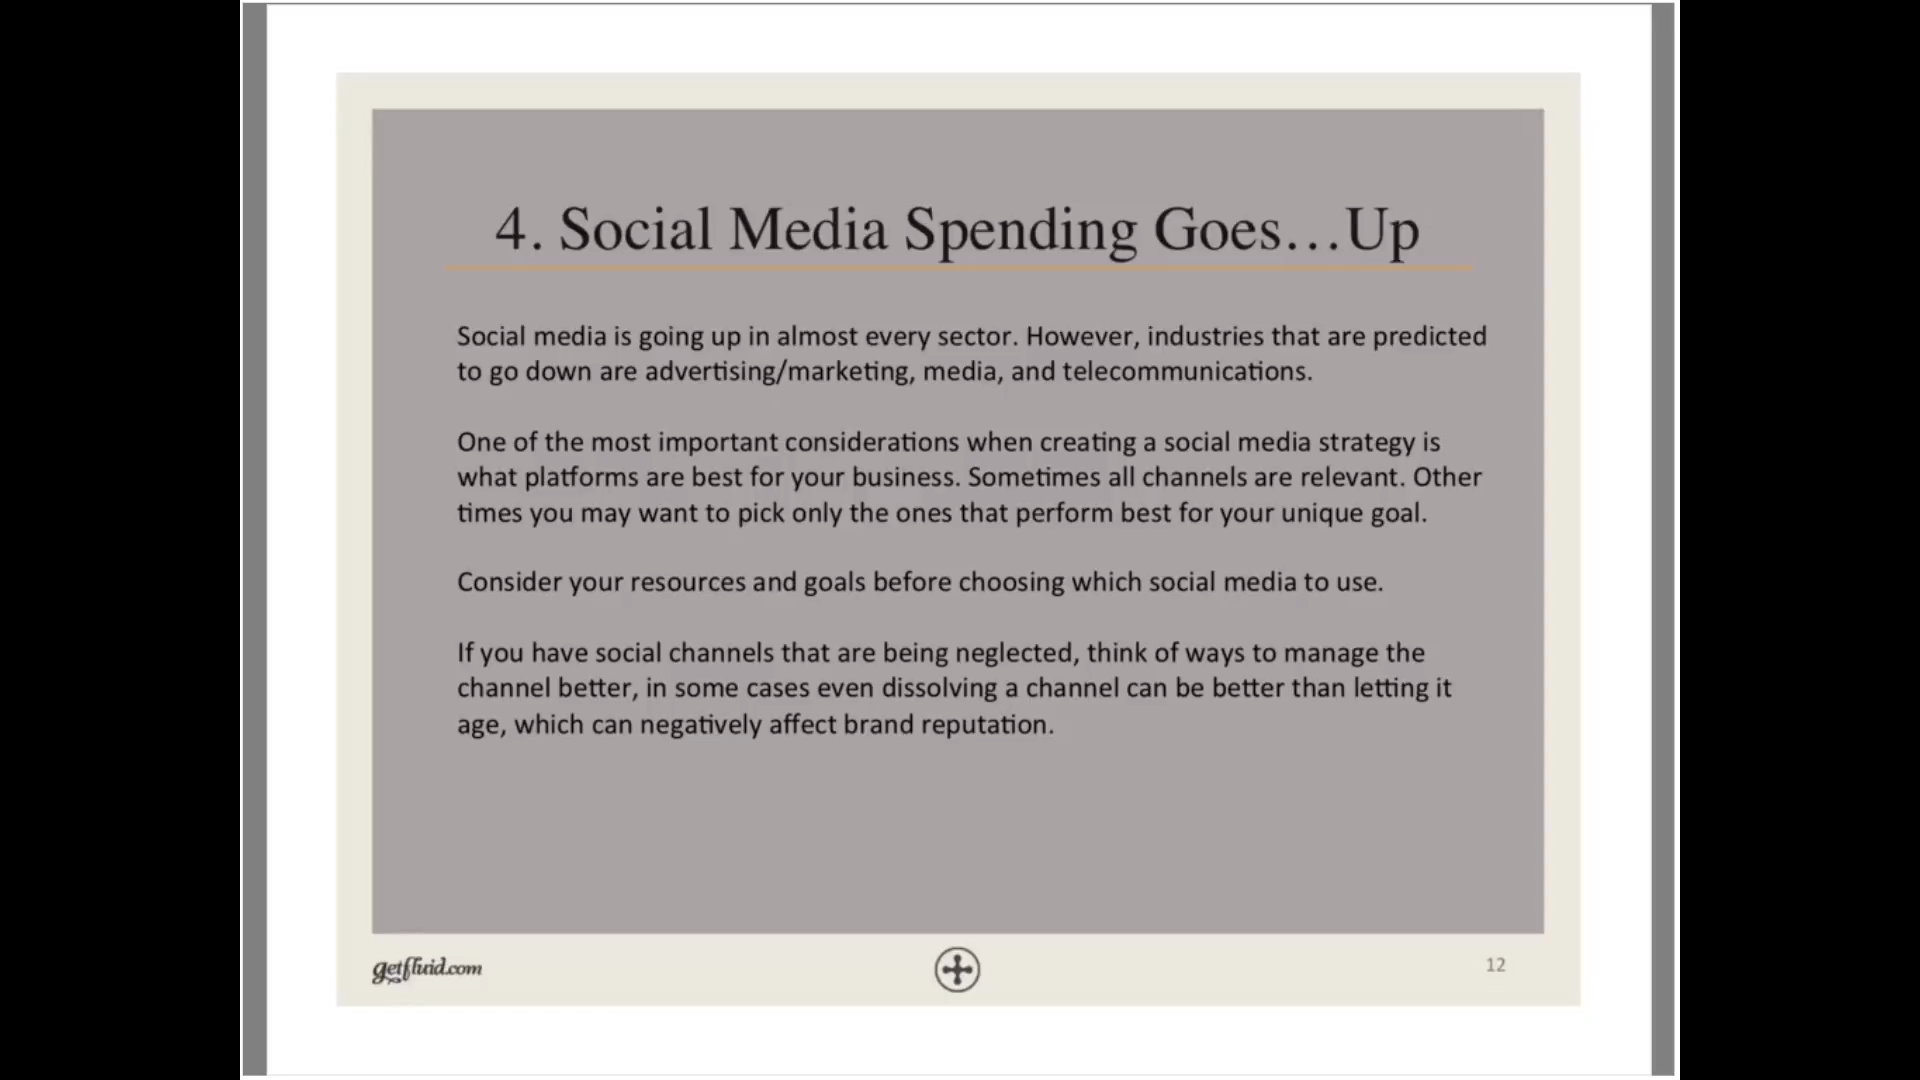 4. Social Media Spending Goes…Up
Social media is going up in almost every sector. However, industries that are predicted
to go down are advertising/marketing, media, and telecommunications.
One of the most important considerations when creating a social media strategy is
what platforms are best for your business. Sometimes all channels are relevant. Other
times you may want to pick only the ones that perform best for your unique goal.
Consider your resources and goals before choosing which social media to use.
If you have social channels that are being neglected, think of ways to manage the
channel better, in some cases even dissolving a channel can be better than letting it
age, which can negatively affect brand reputation.
getfluid.com
12